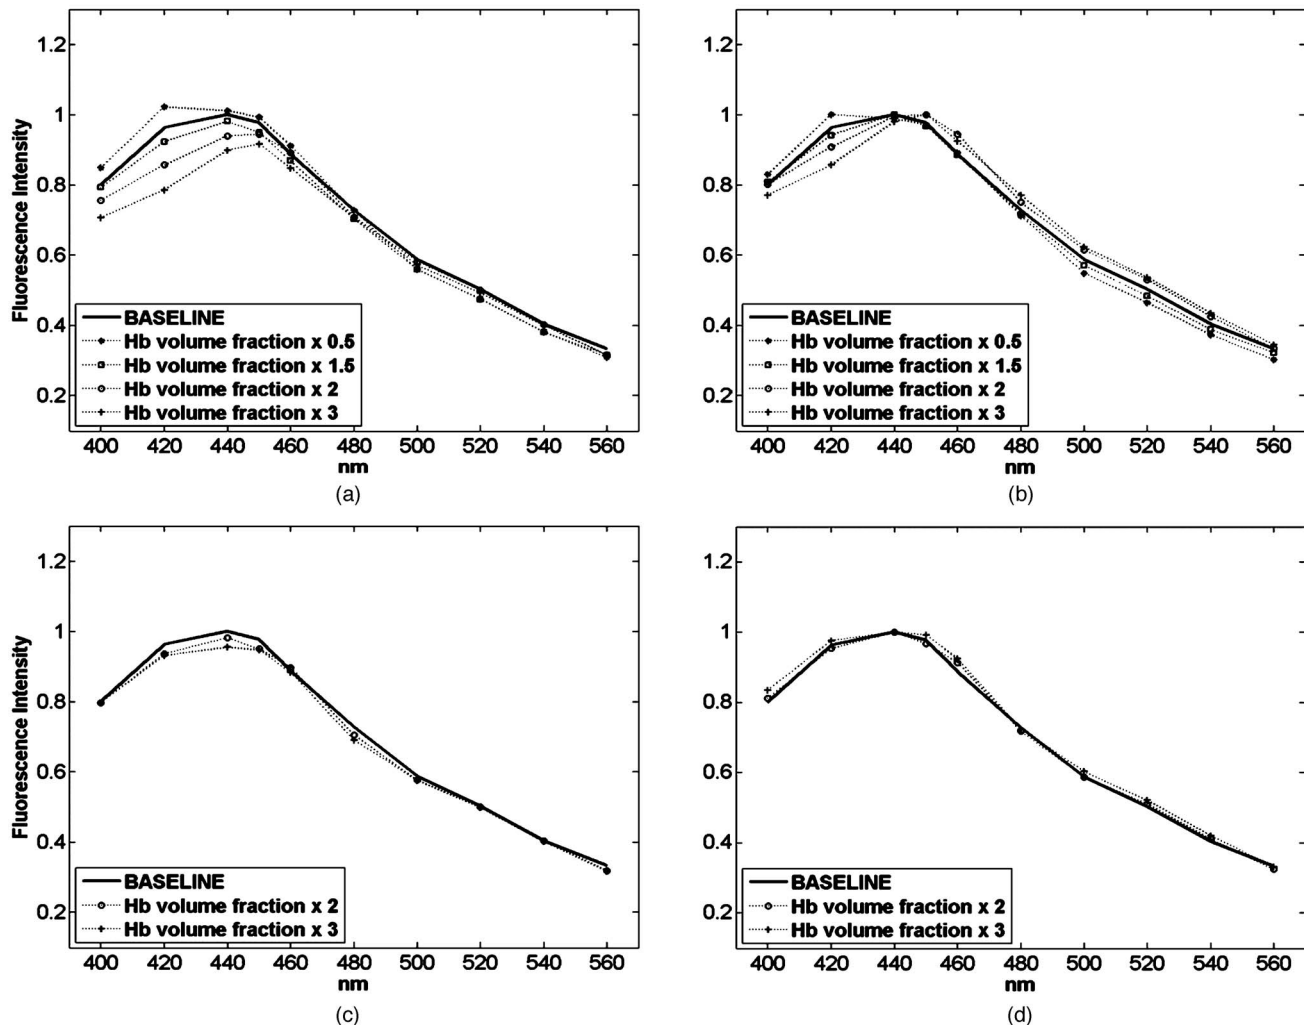 1.2
1
0.8
0.6
0.4
0.2
Fluorescence Intensity
BASELINE
Hb volume fraction x 0.5
Hb volume fraction x 1.5
Hb volume fraction x 2
Hb volume fraction x 3
400 420 440 460 480 500 520 540 560
nm
(a)
1.2
1
0.8
0.6
0.4
0.2
BASELINE
Hb volume fraction x 0.5
Hb volume fraction x 1.5
Hb volume fraction x 2
Hb volume fraction x 3
400 420 440 460 480 500 520 540 560
nm
(b)
1.2
1
0.8
0.6
0.4
0.2
Fluorescence Intensity
BASELINE
Hb volume fraction x 2
Hb volume fraction x 3
400 420 440 460 480 500 520 540 560
nm
(c)
1.2
1
0.8
0.6
0.4
0.2
BASELINE
Hb volume fraction x 2
Hb volume fraction x 3
400 420 440 460 480 500 520 540 560
nm
(d)